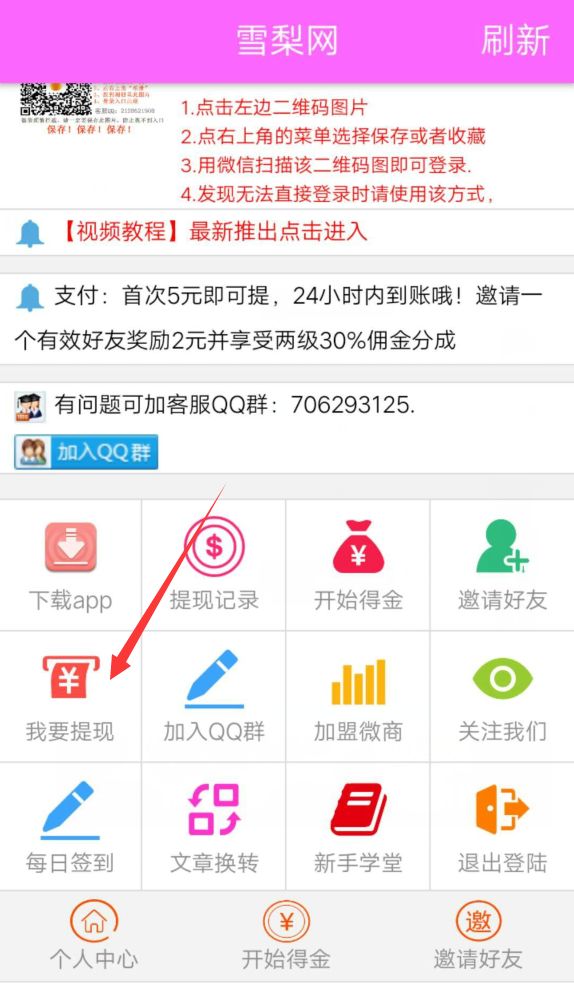 雪梨网
刷新
保存！保存！保存！
1.点击左边二维码图片
2.点右上角的菜单选择保存或者收藏
3.用微信扫描该二维码图即可登录.
4.发现无法直接登录时请使用该方式，
【视频教程】最新推出点击进入
支付：首次5元即可提，24小时内到账哦！邀请一
个有效好友奖励2元并享受两级30%佣金分成
有问题可加客服QQ群：706293125.
加入QQ群
下载app
提现记录
开始得金
邀请好友
我要提现
加入QQ群
加盟微商
关注我们
每日签到
文章换转
新手学堂
退出登陆
邀
个人中心
开始得金
邀请好友